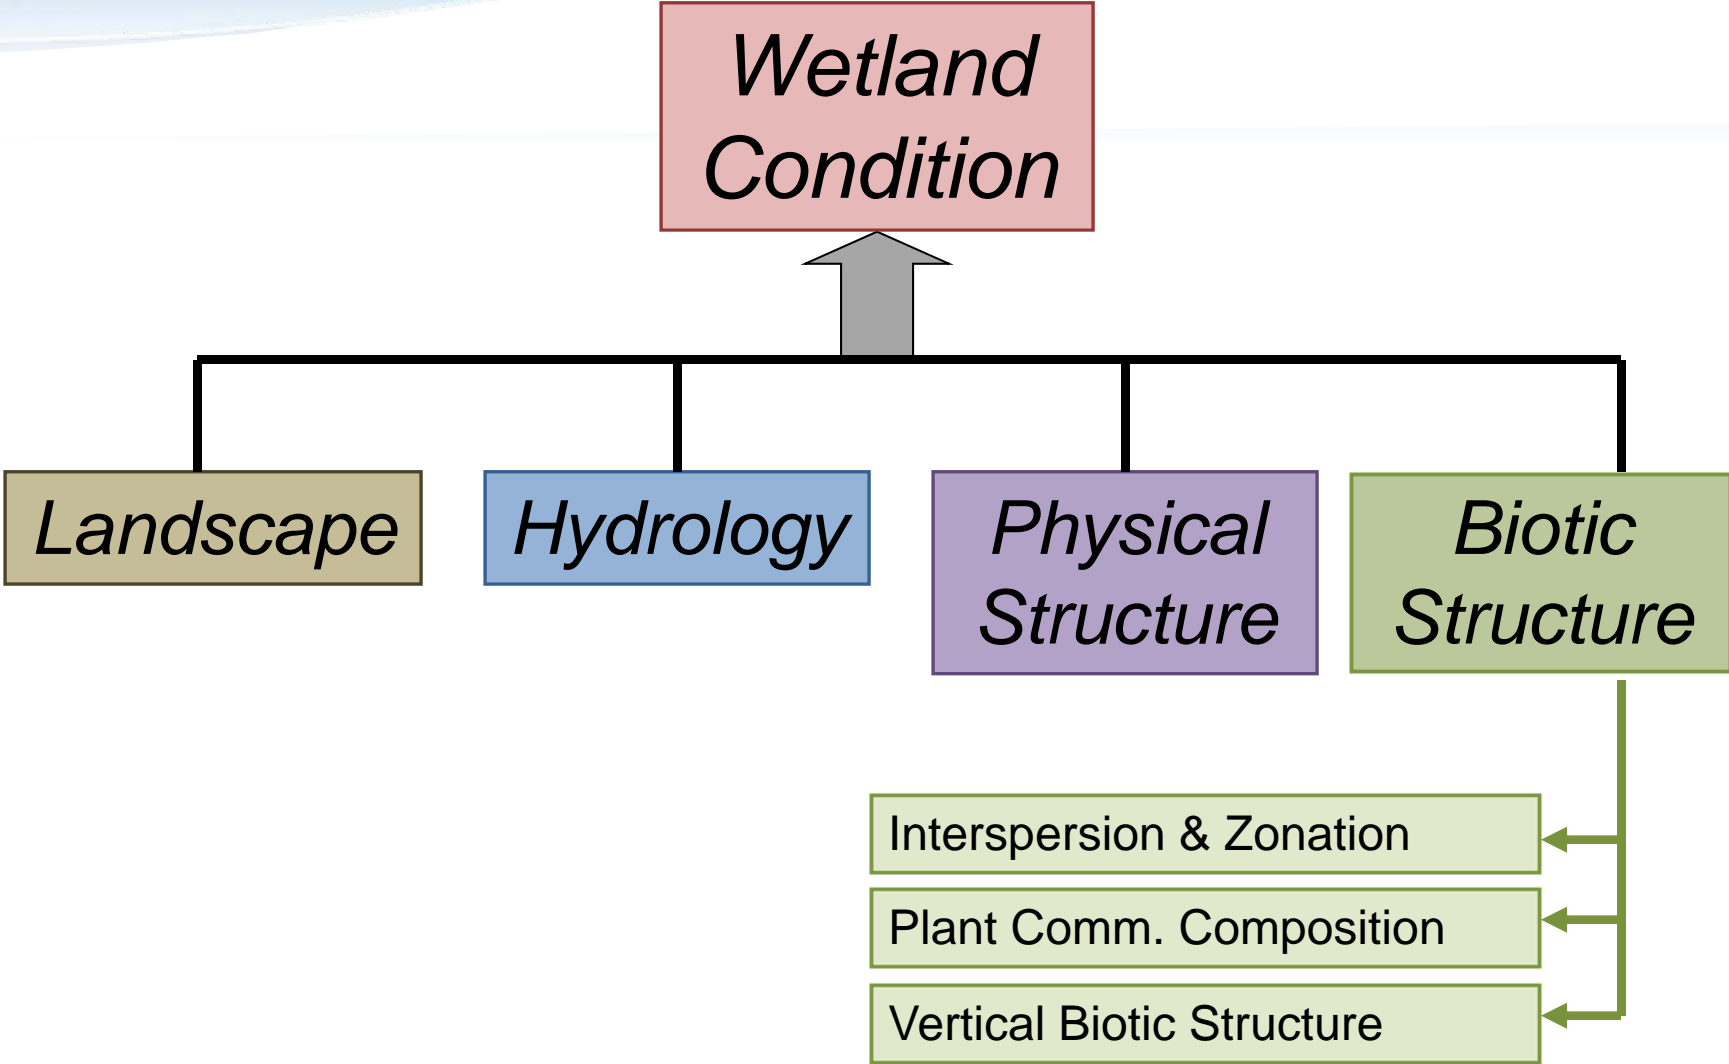 Wetland
Condition
Landscape
Hydrology
Physical
Structure
Biotic
Structure
Interspersion & Zonation
Plant Comm. Composition
Vertical Biotic Structure